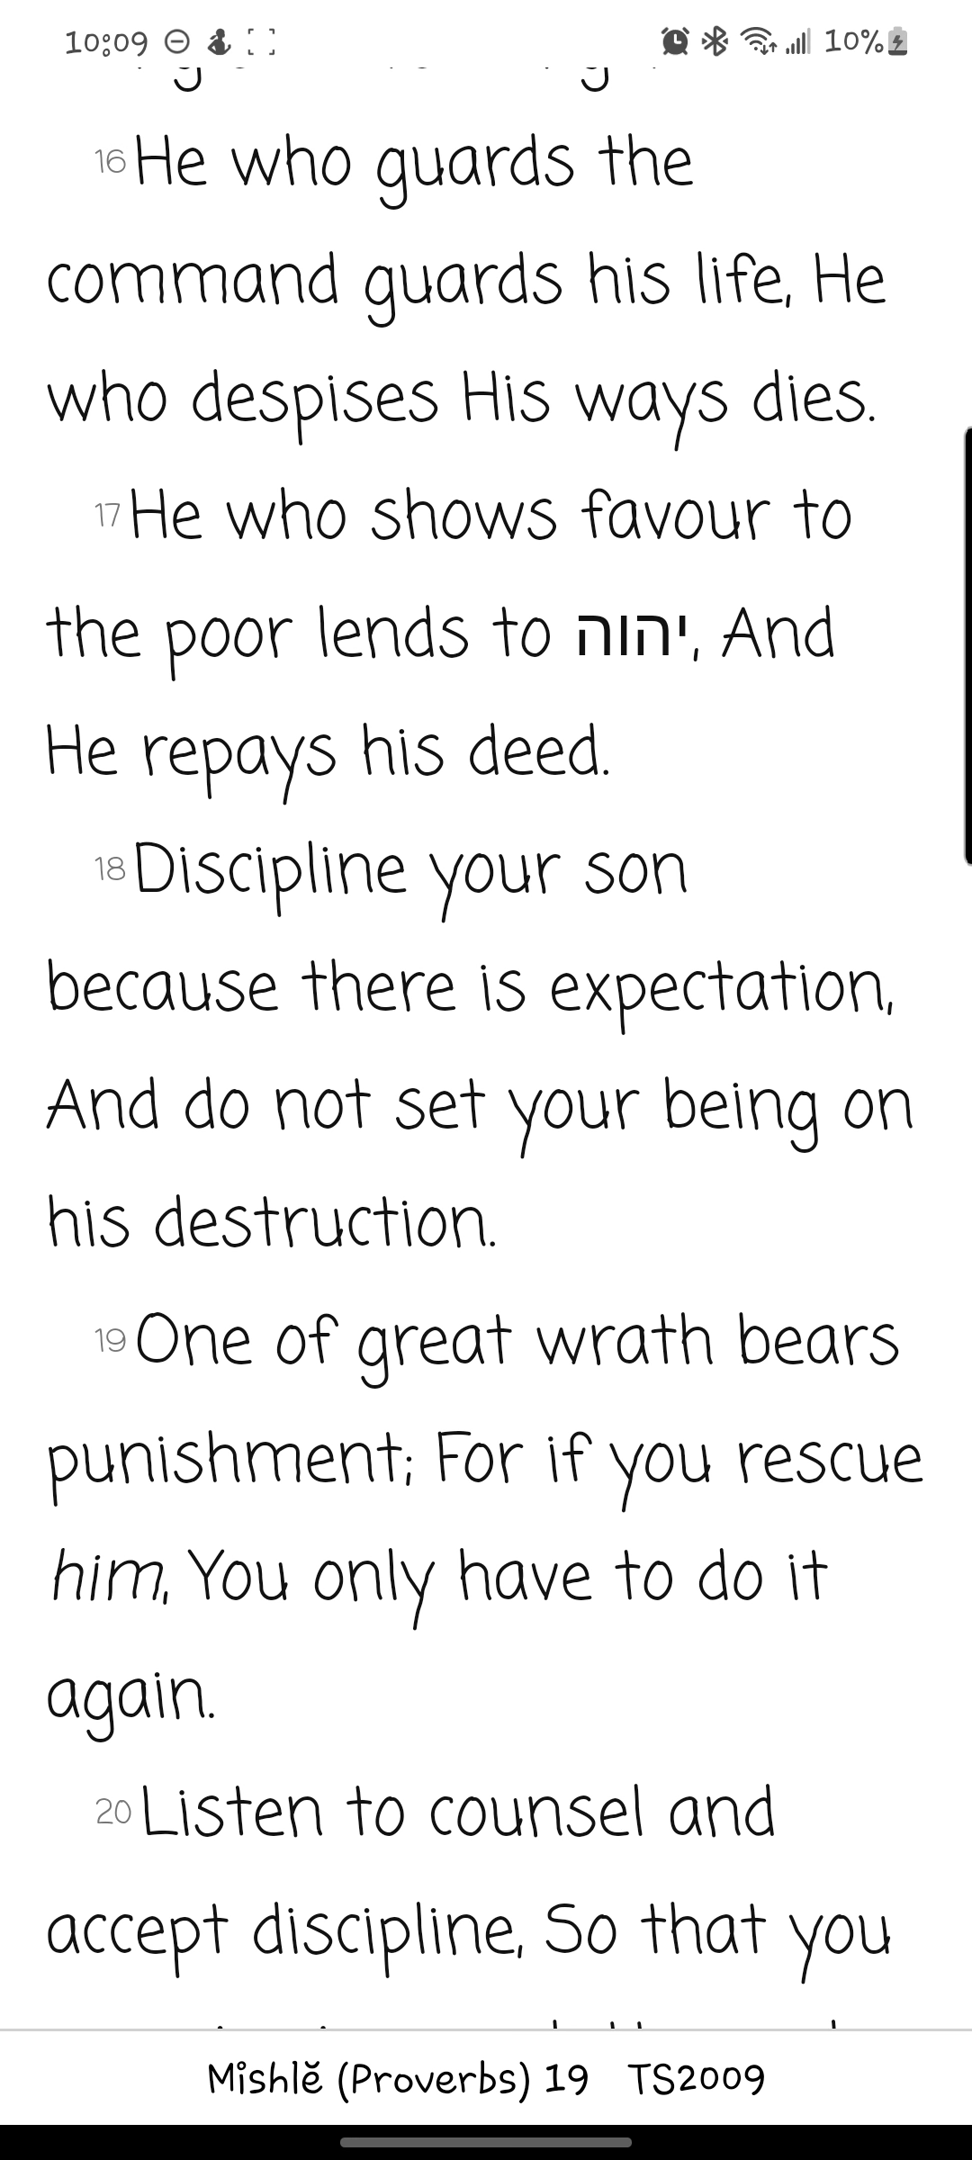 10:09 10%
16 He who guards the
command guards his life, He
who despises His ways dies.
17 He who shows favour to
the poor lends to יהוה, And
He repays his deed.
18 Discipline your son
because there is expectation,
And do not set your being on
his destruction.
19 One of great wrath bears
punishment; For if you rescue
him, You only have to do it
again.
20 Listen to counsel and
accept discipline, So that you
Mishlĕ (Proverbs) 19 TS2009